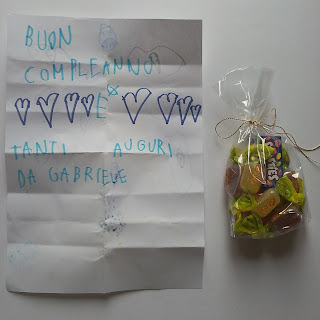 BUON
COMPLEANNO
E
TANTI AUGURI
DA GABRIELE